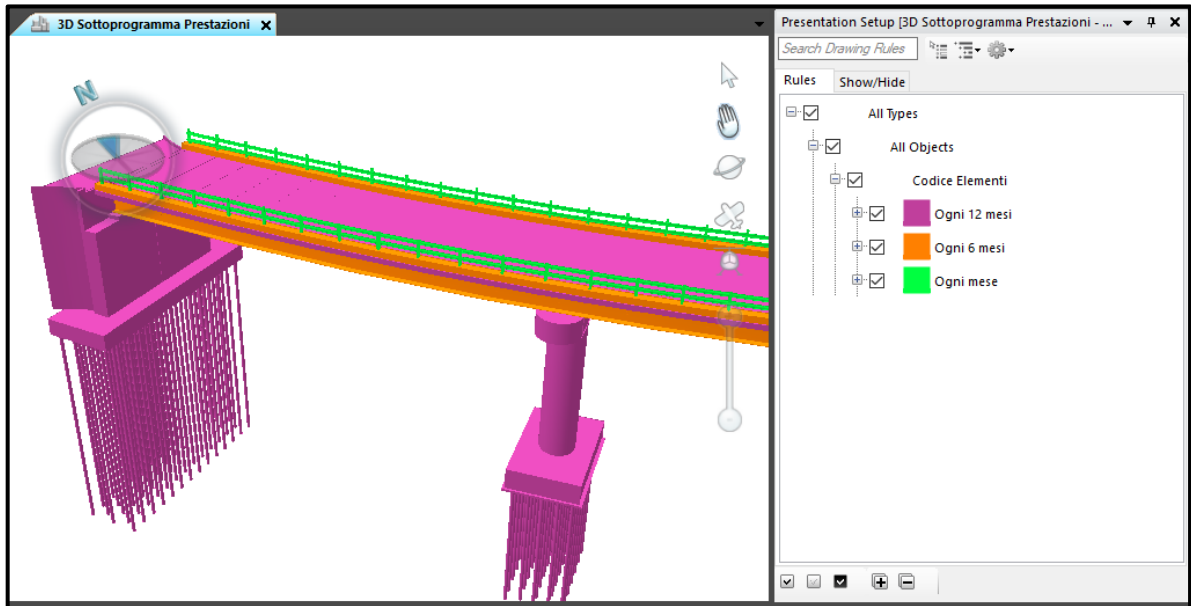 3D Sottoprogramma Prestazioni
N
Presentation Setup [3D Sottoprogramma Prestazioni - ...
Search Drawing Rules
Rules
Show/Hide
All Types
All Objects
Codice Elementi
Ogni 12 mesi
Ogni 6 mesi
Ogni mese